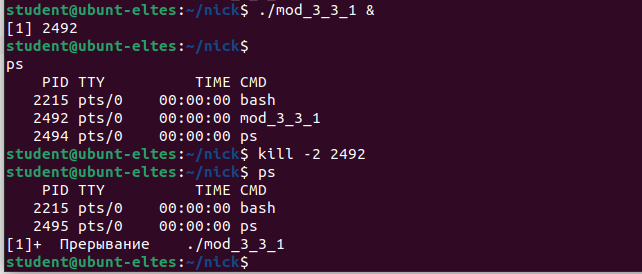 student@ubunt-eltes:~/nick$ ./mod_3_3_1 &
[1] 2492
student@ubunt-eltes:~/nick$
ps
    PID TTY          TIME CMD
   2215 pts/0    00:00:00 bash
   2492 pts/0    00:00:00 mod_3_3_1
   2494 pts/0    00:00:00 ps
student@ubunt-eltes:~/nick$ kill -2 2492
student@ubunt-eltes:~/nick$ ps
    PID TTY          TIME CMD
   2215 pts/0    00:00:00 bash
   2495 pts/0    00:00:00 ps
[1]+  Прерывание    ./mod_3_3_1
student@ubunt-eltes:~/nick$